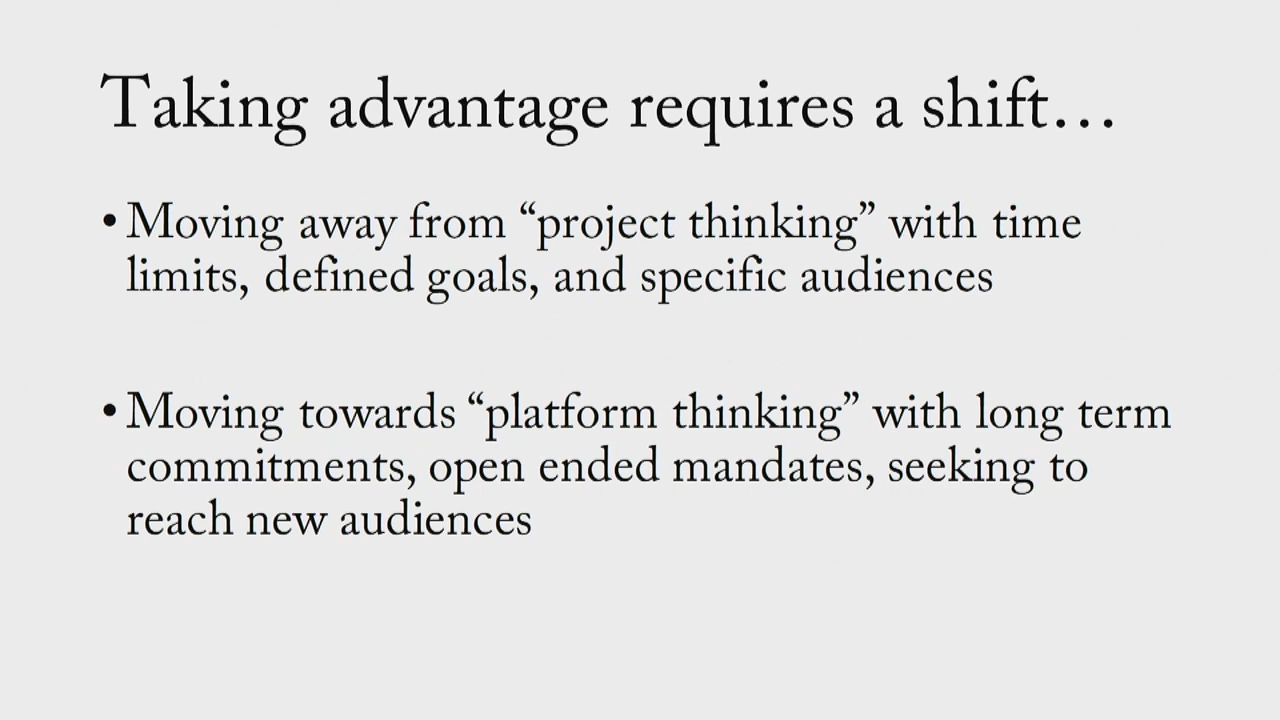 Taking advantage requires a shift…
• Moving away from “project thinking” with time
limits, defined goals, and specific audiences
• Moving towards “platform thinking” with long term
commitments, open ended mandates, seeking to
reach new audiences